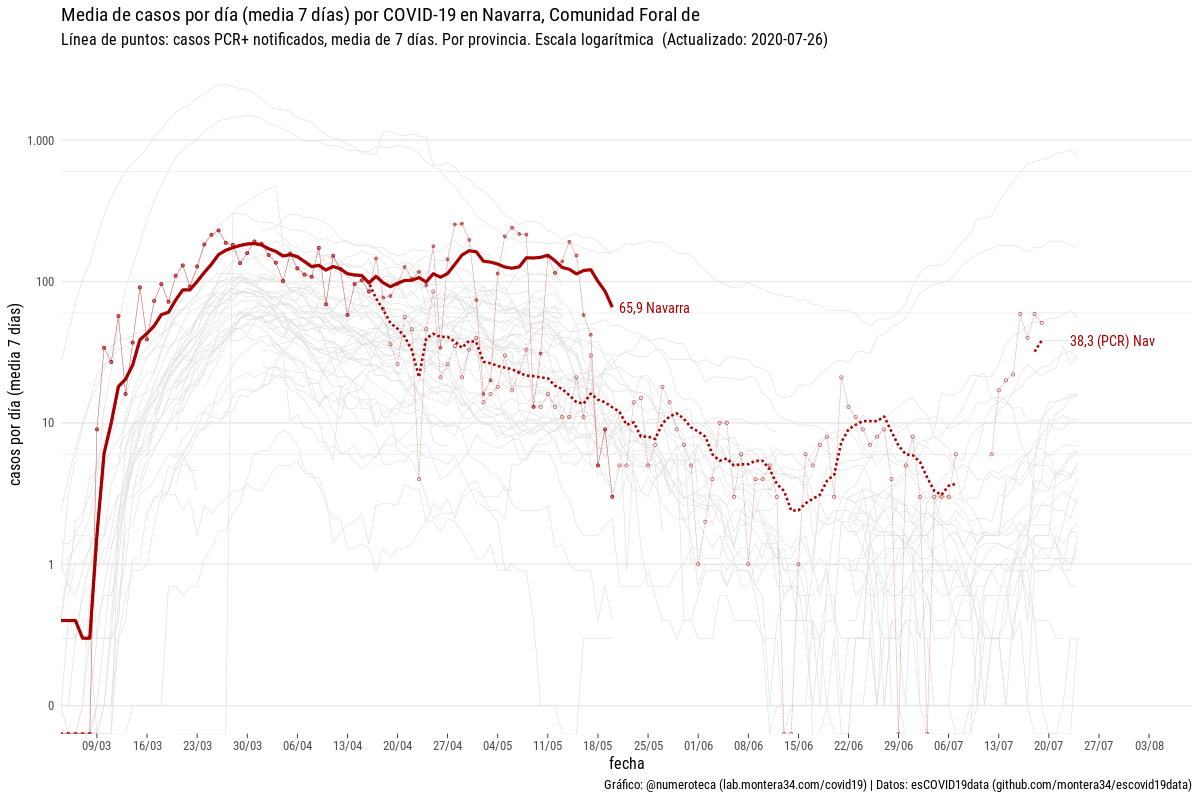 Media de casos por día (media 7 días) por COVID-19 en Navarra, Comunidad Foral de
Línea de puntos: casos PCR+ notificados, media de 7 días. Por provincia. Escala logarítmica (Actualizado: 2020-07-26)
casos por día (media 7 días)
1.000
100
10
1
0
65,9 Navarra
38,3 (PCR) Nav
09/03 16/03 23/03 30/03 06/04 13/04 20/04 27/04 04/05 11/05 18/05 25/05 01/06 08/06 15/06 22/06 29/06 06/07 13/07 20/07 27/07 03/08
fecha
Gráfico: @numeroteca (lab.montera34.com/covid19) | Datos: esCOVID19data (github.com/montera34/escovid19data)